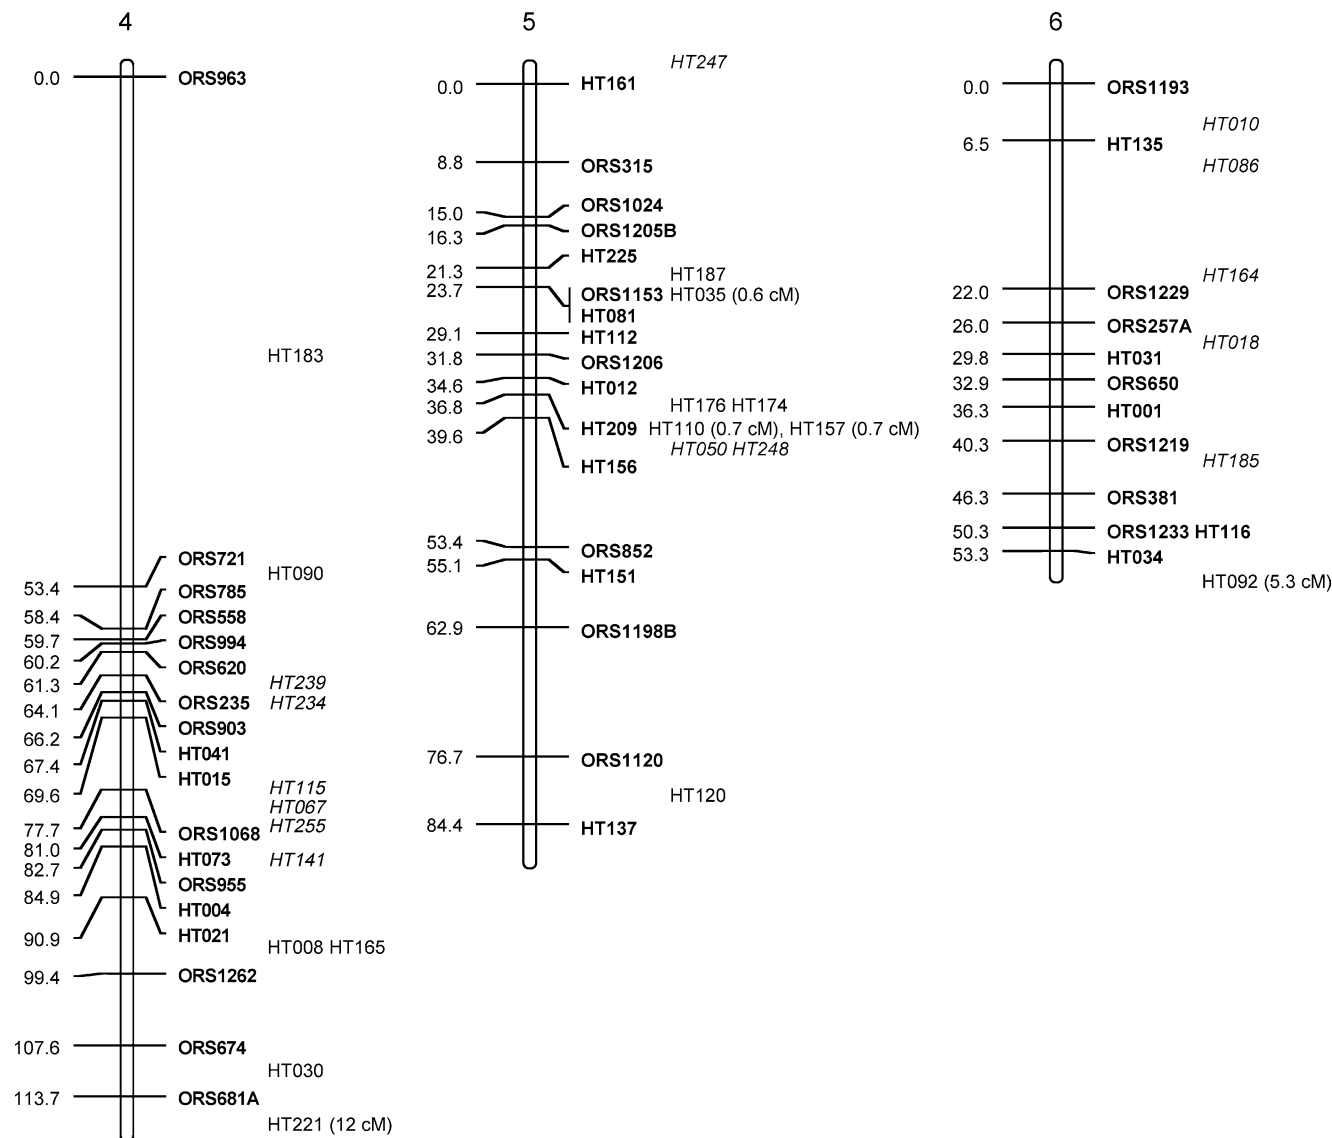 4
0.0 ORS963
HT183
ORS721
HT090
53.4 ORS785
58.4 ORS558
59.7 ORS994
60.2 ORS620
61.3 HT239
64.1 ORS235 HT234
66.2 ORS903
67.4 HT041
69.6 HT015
HT115
HT067
77.7 ORS1068 HT255
81.0 HT073 HT141
82.7 ORS955
84.9 HT004
90.9 HT021
HT008 HT165
99.4 ORS1262
107.6 ORS674
HT030
113.7 ORS681A
HT221 (12 cM)
5
HT247
0.0 HT161
8.8 ORS315
15.0 ORS1024
16.3 ORS1205B
21.3 HT225
HT187
23.7 ORS1153 HT035 (0.6 cM)
HT081
29.1 HT112
31.8 ORS1206
34.6 HT012
36.8 HT176 HT174
39.6 HT209 HT110 (0.7 cM), HT157 (0.7 cM)
HT050 HT248
HT156
53.4 ORS852
55.1 HT151
62.9 ORS1198B
76.7 ORS1120
HT120
84.4 HT137
6
0.0 ORS1193
HT010
6.5 HT135
HT086
HT164
22.0 ORS1229
26.0 ORS257A
HT018
29.8 HT031
32.9 ORS650
36.3 HT001
40.3 ORS1219
HT185
46.3 ORS381
50.3 ORS1233 HT116
53.3 HT034
HT092 (5.3 cM)